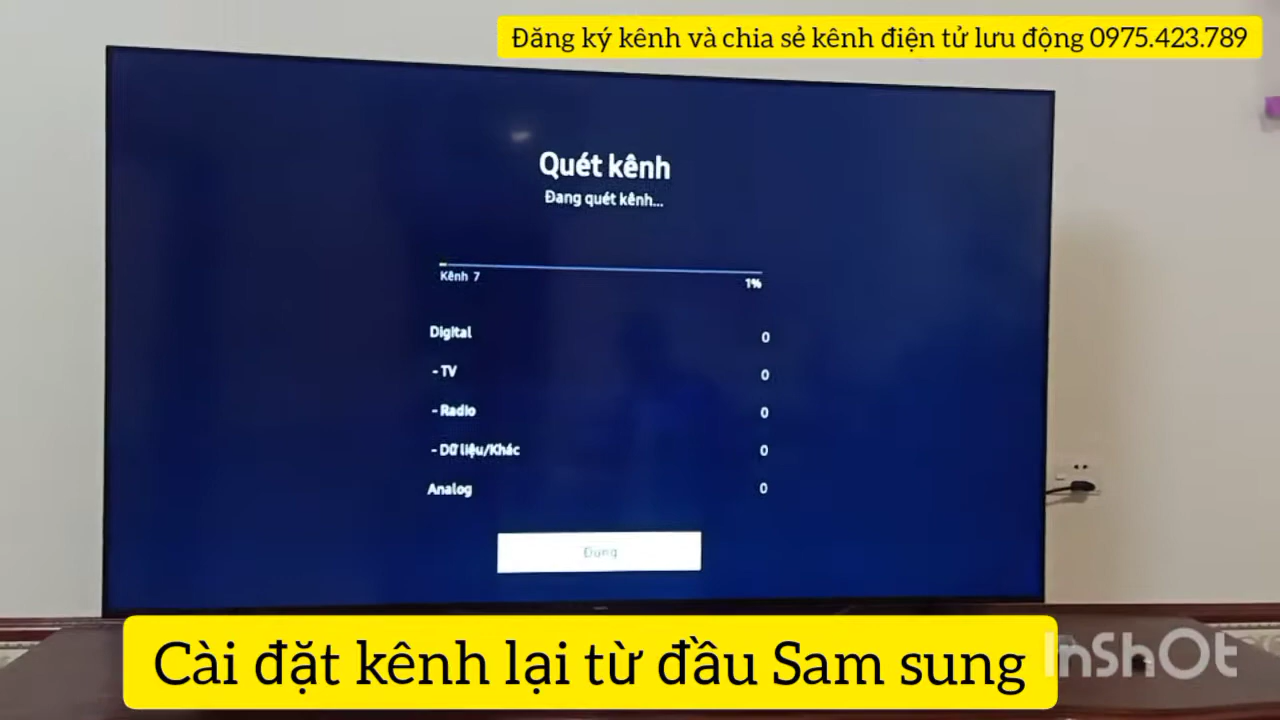 Đăng ký kênh và chia sẻ kênh điện tử lưu động 0975.423.789
Quét kênh
Đang quét kênh...
Kênh 7
1%
Digital 0
- TV 0
- Radio 0
- Dữ liệu/Khác 0
Analog 0
Dừng
Cài đặt kênh lại từ đầu Sam sung
InShOt